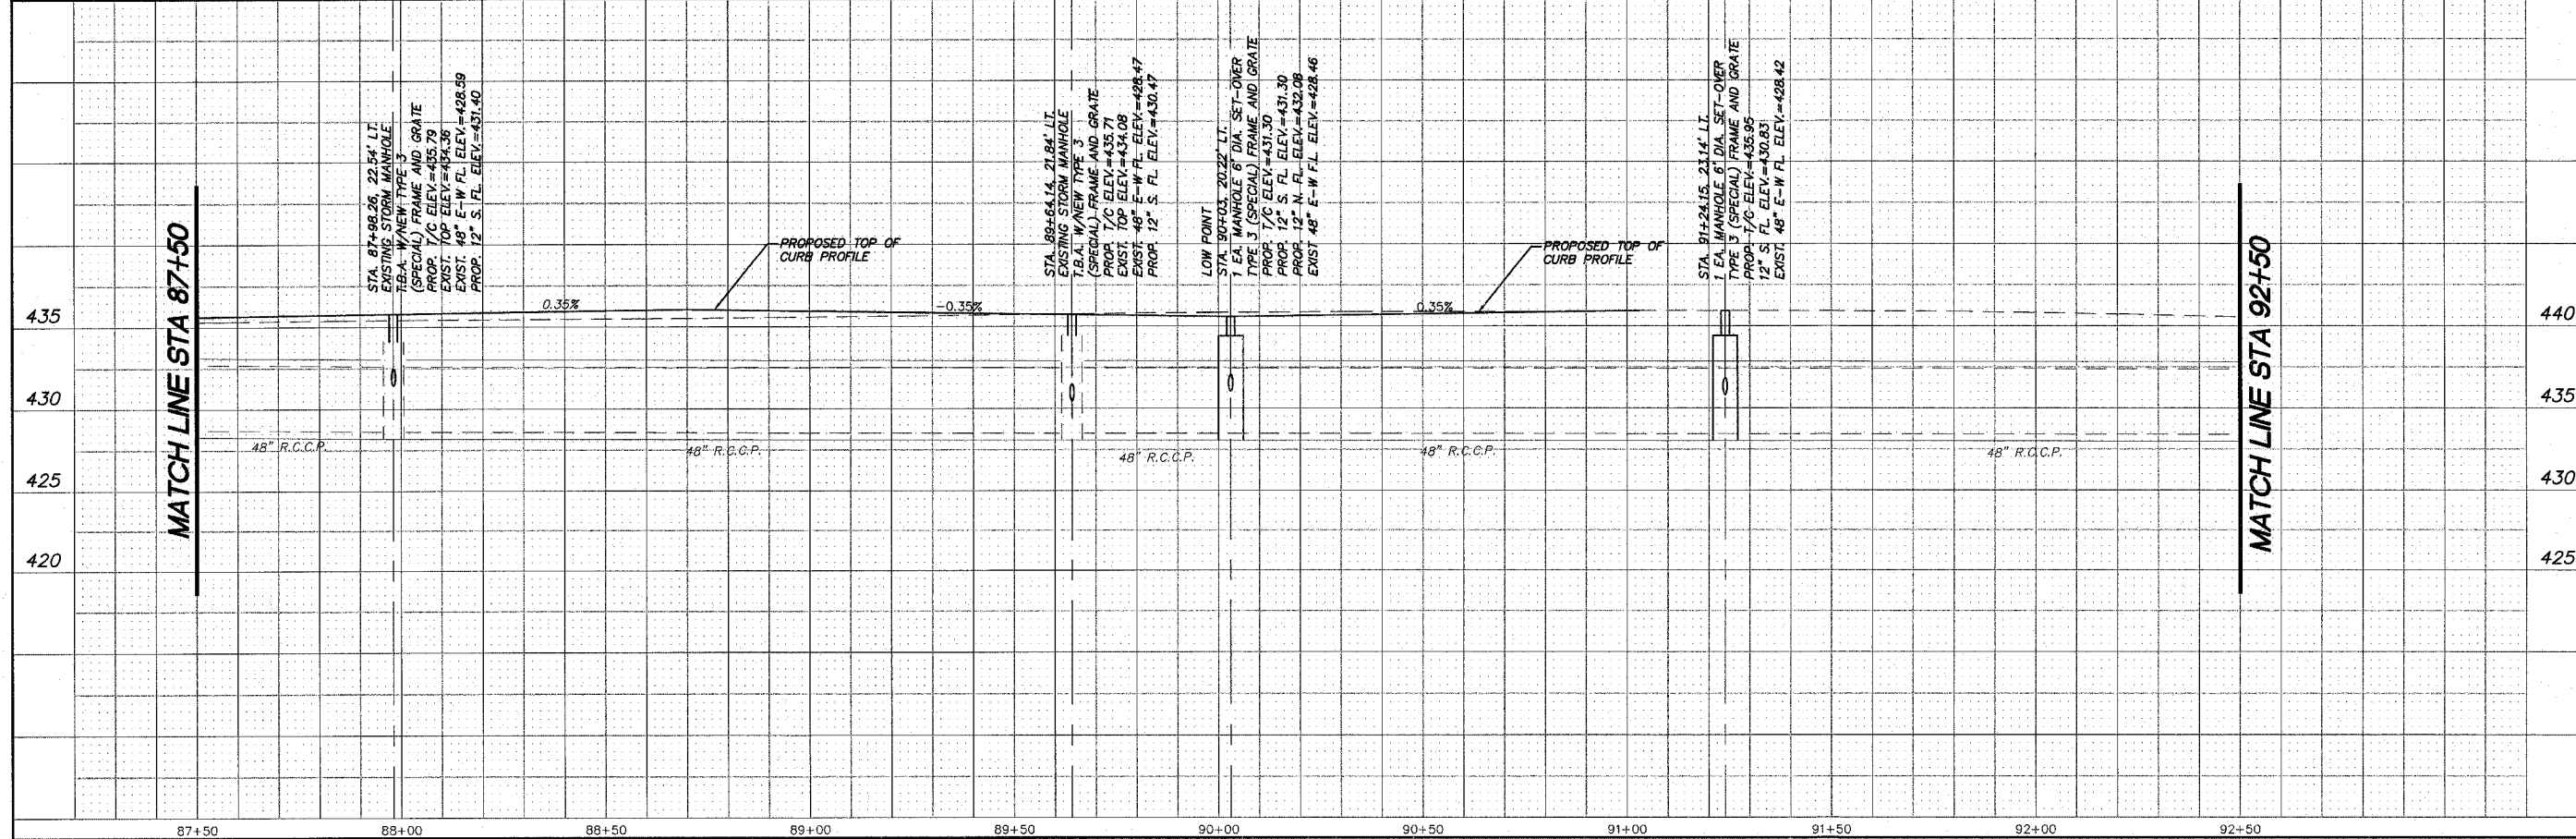 STA. 87+98.26, 22.54' LT.
EXISTING STORM MANHOLE
T.B.A. W/NEW TYPE 3
(SPECIAL) FRAME AND GRATE
PROP. T/C ELEV.=435.79
EXIST. TOP ELEV.=434.36
EXIST. 48" E-W FL. ELEV.=428.59
PROP. 12" S. FL. ELEV.=431.40
STA. 89+64.14, 21.84' LT.
EXISTING STORM MANHOLE
T.B.A. W/NEW TYPE 3
(SPECIAL) FRAME AND GRATE
PROP. T/C ELEV.=435.71
EXIST. TOP ELEV.=434.08
EXIST. 48" E-W FL. ELEV.=428.47
PROP. 12" S. FL ELEV.=430.47
LOW POINT
STA. 90+03, 20.22' LT.
1 EA. MANHOLE 6' DIA. SET-OVER
TYPE 3 (SPECIAL) FRAME AND GRATE
PROP. T/C ELEV.=431.30
PROP. 12" S. FL ELEV.=431.30
PROP. 12" N. FL. ELEV.=432.08
EXIST 48" E-W F.L. ELEV.=428.46
STA. 91+24.15, 23.14' LT.
1 EA. MANHOLE 6' DIA. SET-OVER
TYPE 3 (SPECIAL) FRAME AND GRATE
PROP. T/C ELEV.=435.95
12" S. FL. ELEV.=430.83
EXIST. 48" E-W FL. ELEV.=428.42
PROPOSED TOP OF
CURB PROFILE
PROPOSED TOP OF
CURB PROFILE
MATCH LINE STA 87+50
MATCH LINE STA 92+50
0.35%
-0.35%
0.35%
435
430
425
420
440
435
430
425
48" R.C.C.P.
48" R.C.C.P.
48" R.C.C.P.
48" R.C.C.P.
48" R.C.C.P.
87+50
88+00
88+50
89+00
89+50
90+00
90+50
91+00
91+50
92+00
92+50